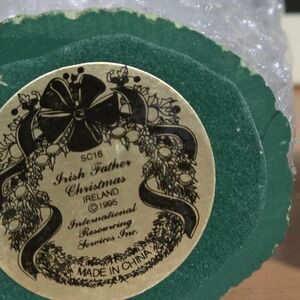 SC16
Irish Father
Christmas
IRELAND
© 1995
International
Resourcing
Services Inc.
MADE IN CHINA